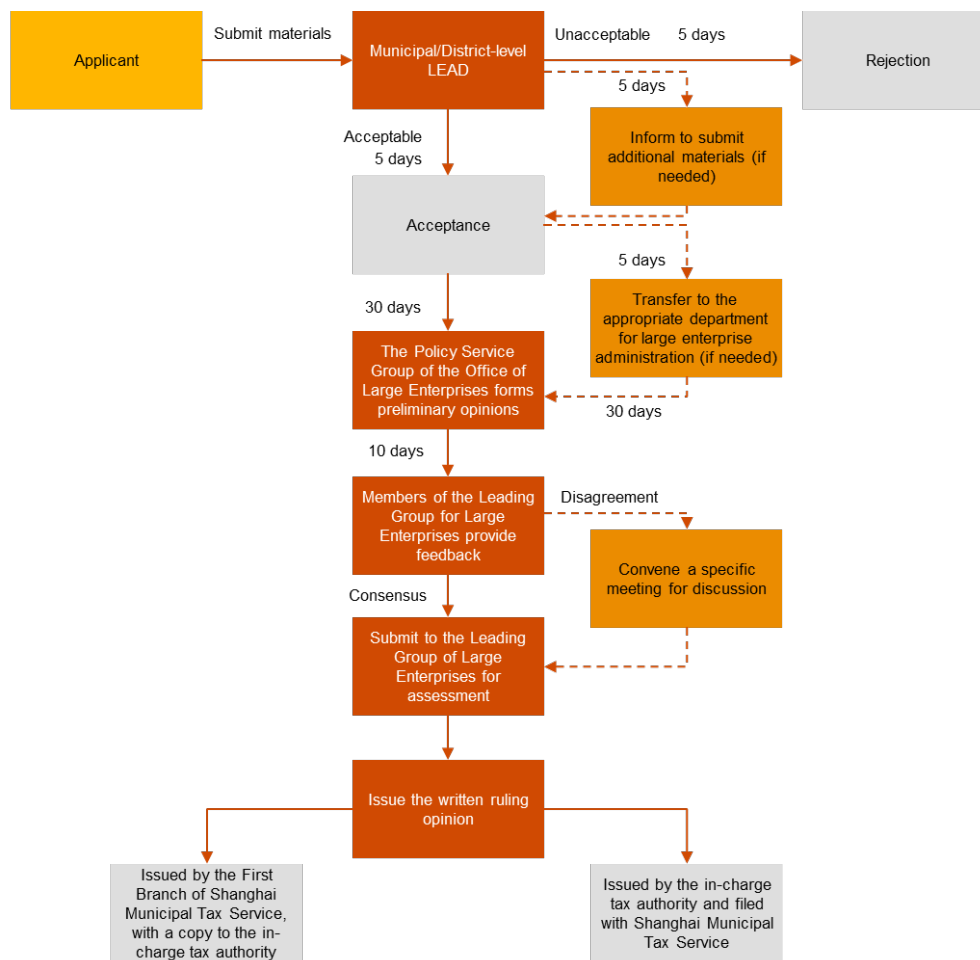 Submit materials
Unacceptable 5 days
Applicant
Municipal/District-level
LEAD
Rejection
5 days
Acceptable
5 days
Inform to submit
additional materials (if
needed)
Acceptance
5 days
30 days
Transfer to the
appropriate department
for large enterprise
administration (if needed)
The Policy Service
Group of the Office of
Large Enterprises forms
preliminary opinions
30 days
10 days
Members of the Leading
Group for Large
Enterprises provide
feedback
Disagreement
Convene a specific
meeting for discussion
Consensus
Submit to the Leading
Group of Large
Enterprises for
assessment
Issue the written ruling
opinion
Issued by the First
Branch of Shanghai
Municipal Tax Service,
with a copy to the in-
charge tax authority
Issued by the in-charge
tax authority and filed
with Shanghai Municipal
Tax Service